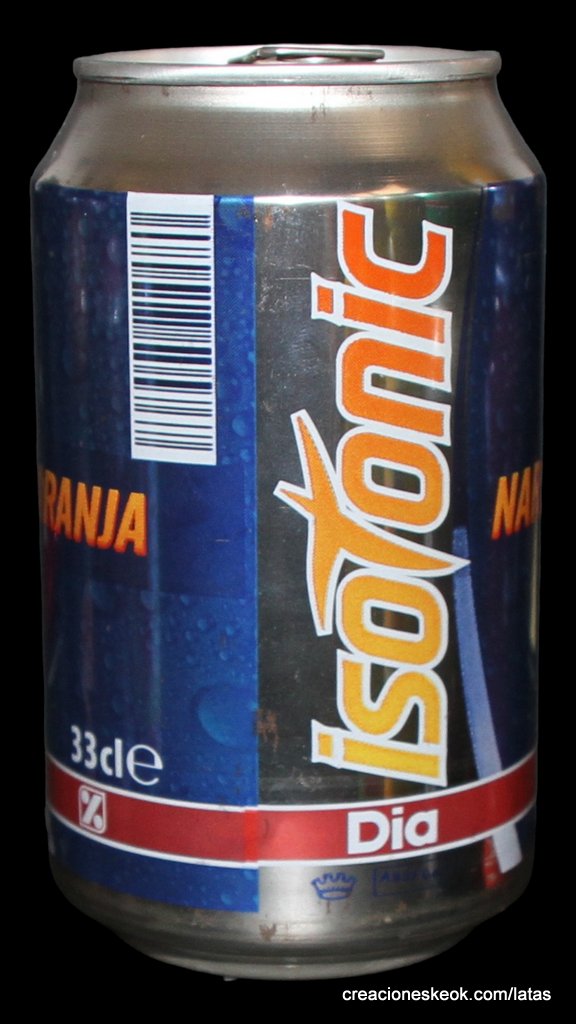 isotonic
RANJA
NAR
33cl e
%
Dia
creacioneskeok.com/latas